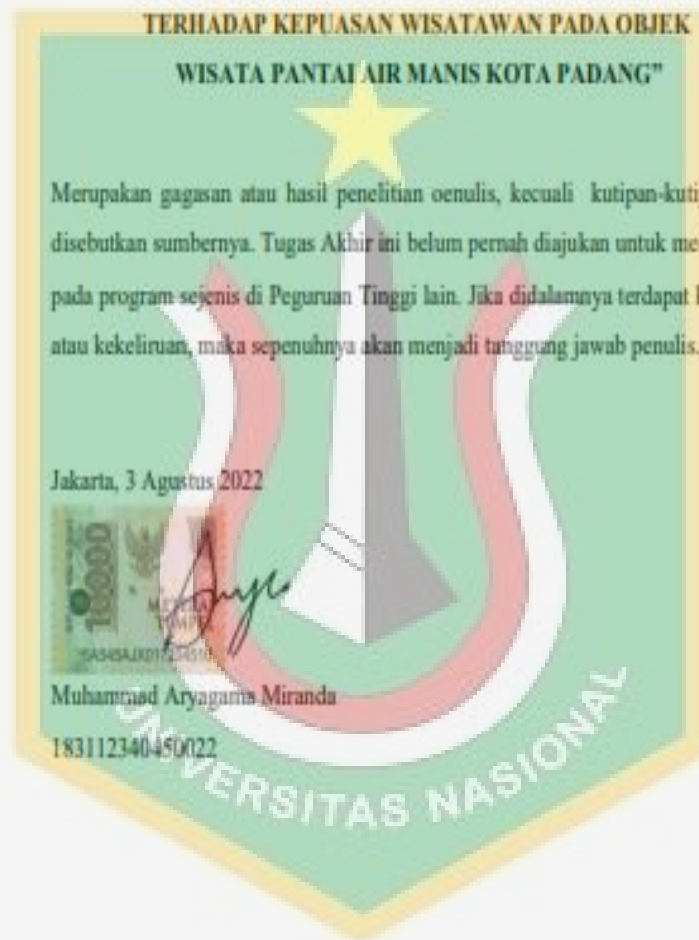 TERHADAP KEPUASAN WISATAWAN PADA OBJEK
WISATA PANTAI AIR MANIS KOTA PADANG”
Merupakan gagasan atau hasil penelitian oenulis, kecuali kutipan-kuti
disebutkan sumbernya. Tugas Akhir ini belum pernah diajukan untuk me
pada program sejenis di Peguruan Tinggi lain. Jika didalamnya terdapat
atau kekeliruan, maka sepenuhnya akan menjadi tanggung jawab penulis.
Jakarta, 3 Agustus 2022
10000
TEMPEL
Muhammad Aryagama Miranda
183112340450022
UNIVERSITAS NASIONAL